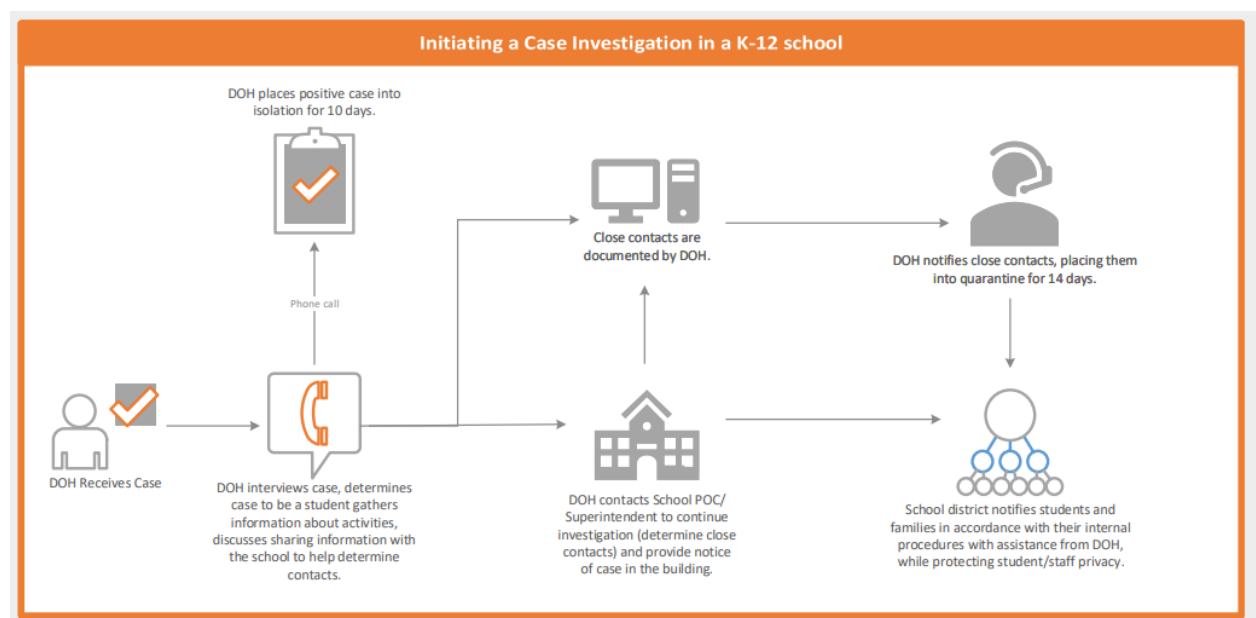 Initiating a Case Investigation in a K-12 school
DOH places positive case into
isolation for 10 days.
Phone call
DOH Receives Case
DOH interviews case, determines
case to be a student gathers
information about activities,
discusses sharing information with
the school to help determine
contacts.
Close contacts are
documented by DOH.
DOH contacts School POC/
Superintendent to continue
investigation (determine close
contacts) and provide notice
of case in the building.
DOH notifies close contacts, placing them
into quarantine for 14 days.
School district notifies students and
families in accordance with their internal
procedures with assistance from DOH,
while protecting student/staff privacy.